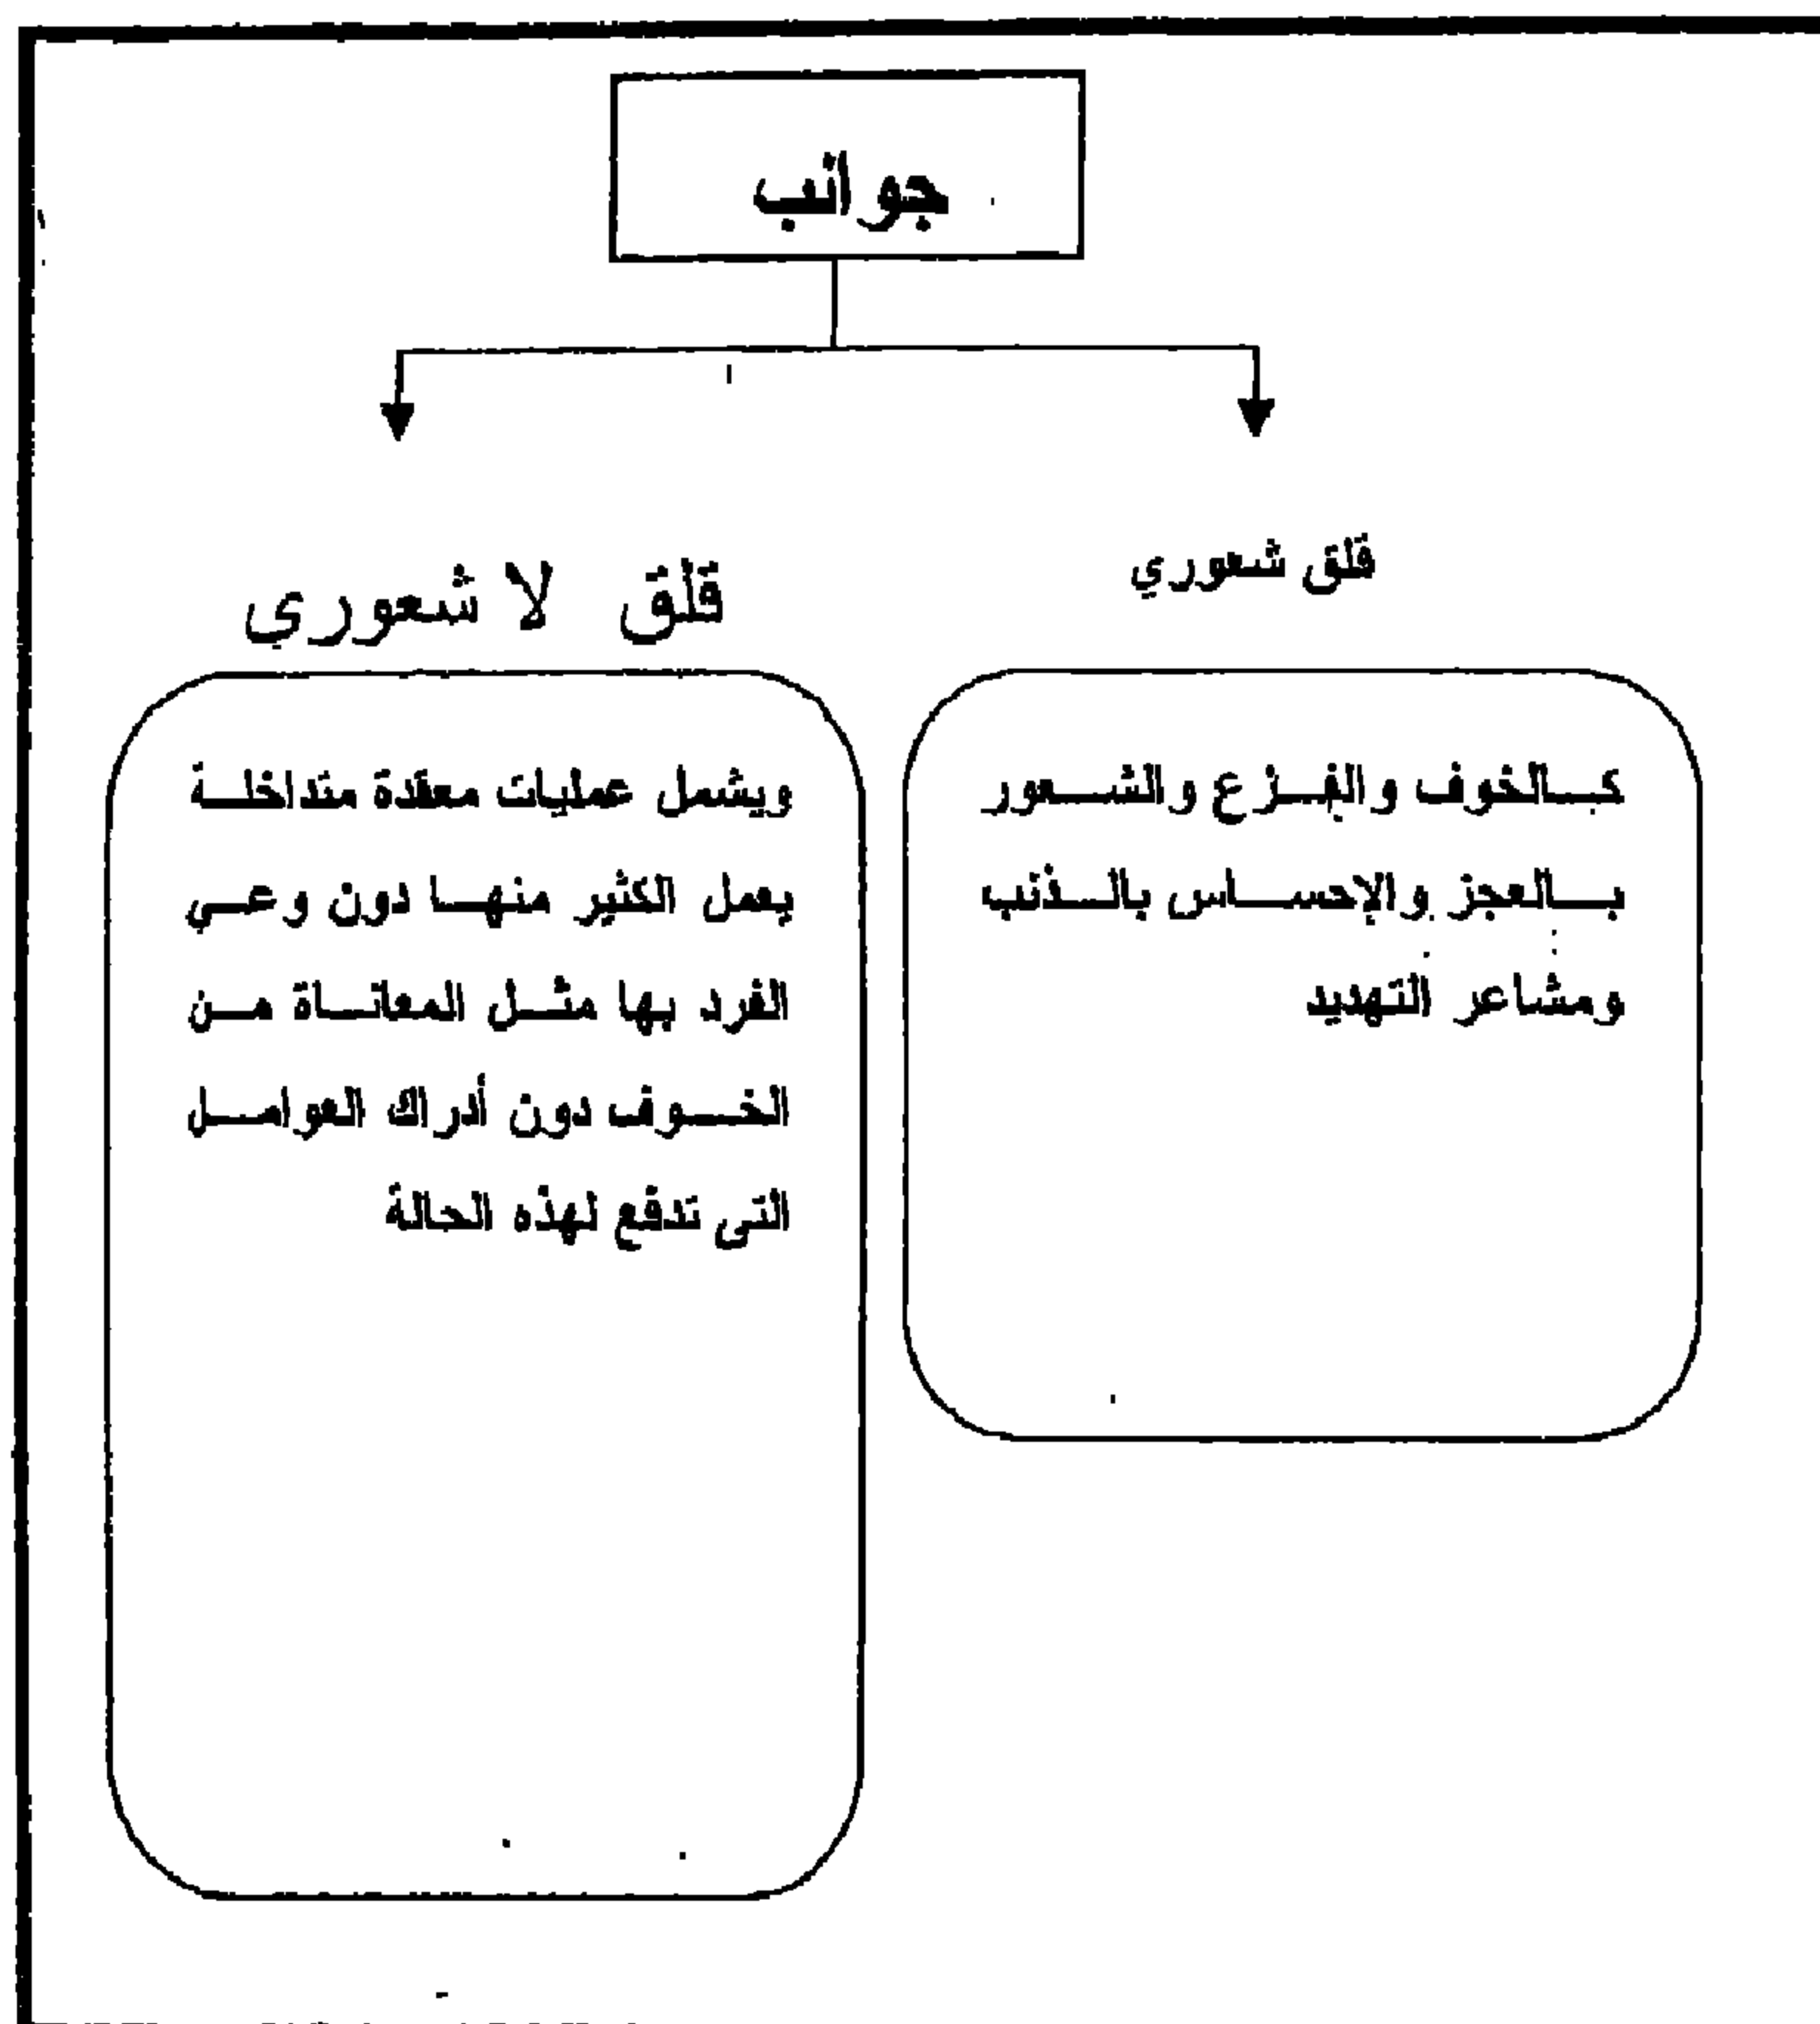 جوانب
قلق شعوري
كالخوف والفزع والشعور
بالعجز والإحساس بالذنب
ومشاعر التهديد
قلق لا شعوري
ويشمل عمليات معقدة متداخلة
يعمل الكثير منها دون وعي
الفرد بها مثل المعاناة من
الخوف دون أدراك العوامل
التى تدفع لهذه الحالة